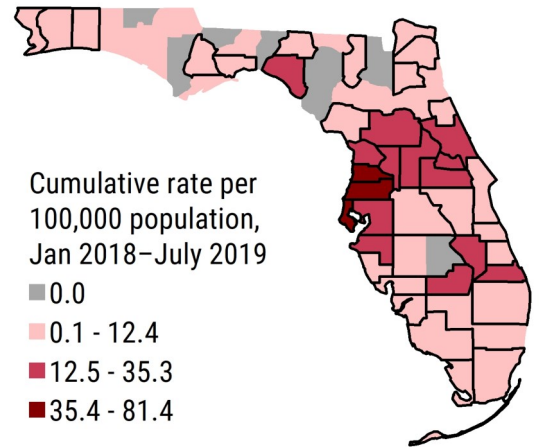 Cumulative rate per
100,000 population,
Jan 2018–July 2019
0.0
0.1 - 12.4
12.5 - 35.3
35.4 - 81.4